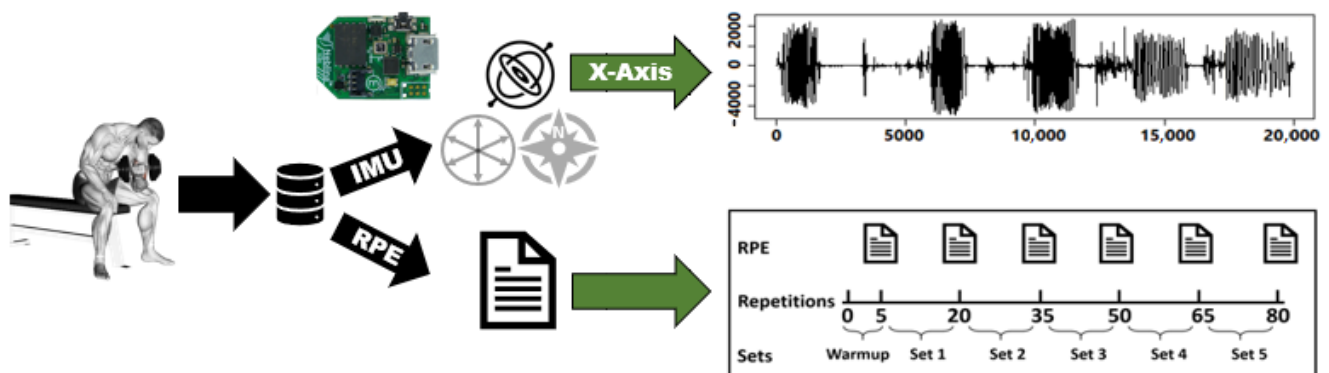 X-Axis
2000
0
-4000
0
5000
10,000
15,000
20,000
N
IMU
RPE
RPE
Repetitions
0 5 20 35 50 65 80
Sets
Warmup Set 1 Set 2 Set 3 Set 4 Set 5